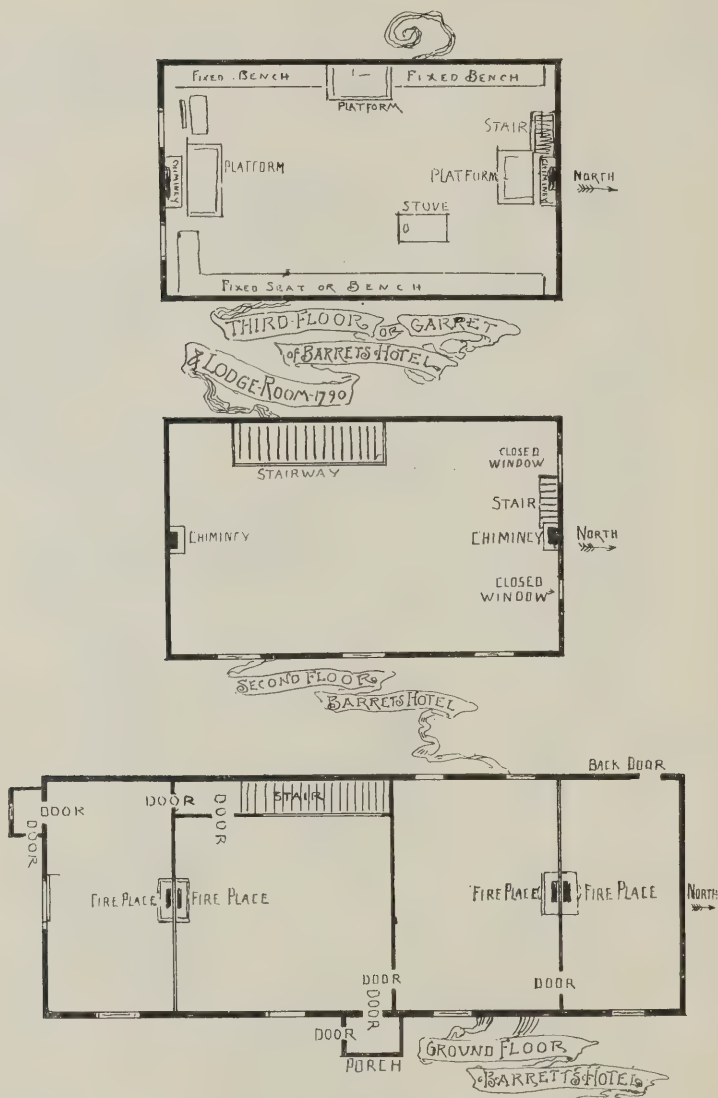 FIXED BENCH
FIXED BENCH
PLATFORM
STAIR
PLATFORM
PLATFORM
CHIMNEY
CHIMNEY
NORTH
STOVE
FIXED SEAT OR BENCH
THIRD-FLOOR OR GARRET
of BARRETS HOTEL
& LODGE-ROOM-1790
STAIRWAY
CLOSED
WINDOW
STAIR
CHIMINEY
CHIMINEY
NORTH
CLOSED
WINDOW
SECOND FLOOR
BARRETS HOTEL
BACK DOOR
DOOR
DOOR
DOOR
DOOR
STAIR
FIRE PLACE
FIRE PLACE
FIRE PLACE
FIRE PLACE
NORTH
DOOR
DOOR
DOOR
DOOR
PORCH
GROUND FLOOR
BARRETT'S HOTEL